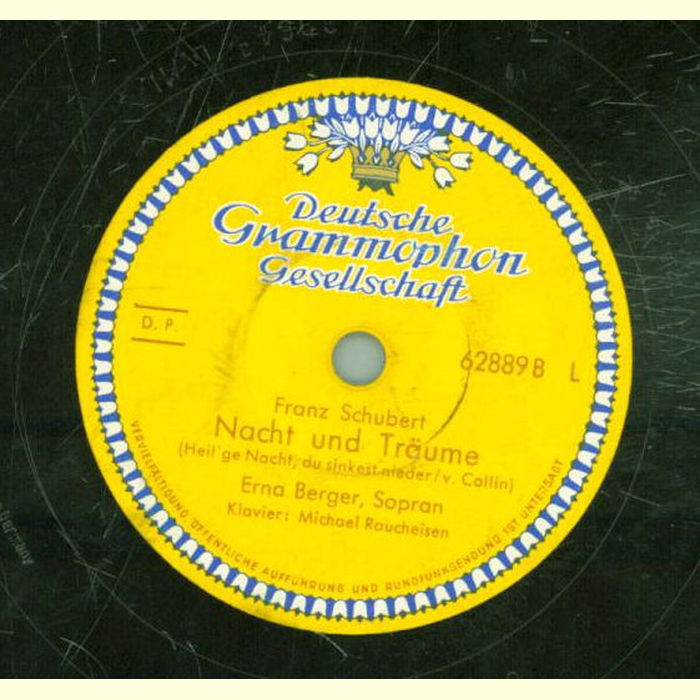 Deutsche
Grammophon
Gesellschaft
D. P.
62889 B L
Franz Schubert
Nacht und Träume
(Heil'ge Nacht, du sinkest nieder/v. Collin)
Erna Berger, Sopran
Klavier: Michael Raucheisen
VERVIELFÄLTIGUNG, ÖFFENTLICHE AUFFÜHRUNG UND RUNDFUNKSENDUNG IST UNTERSAGT